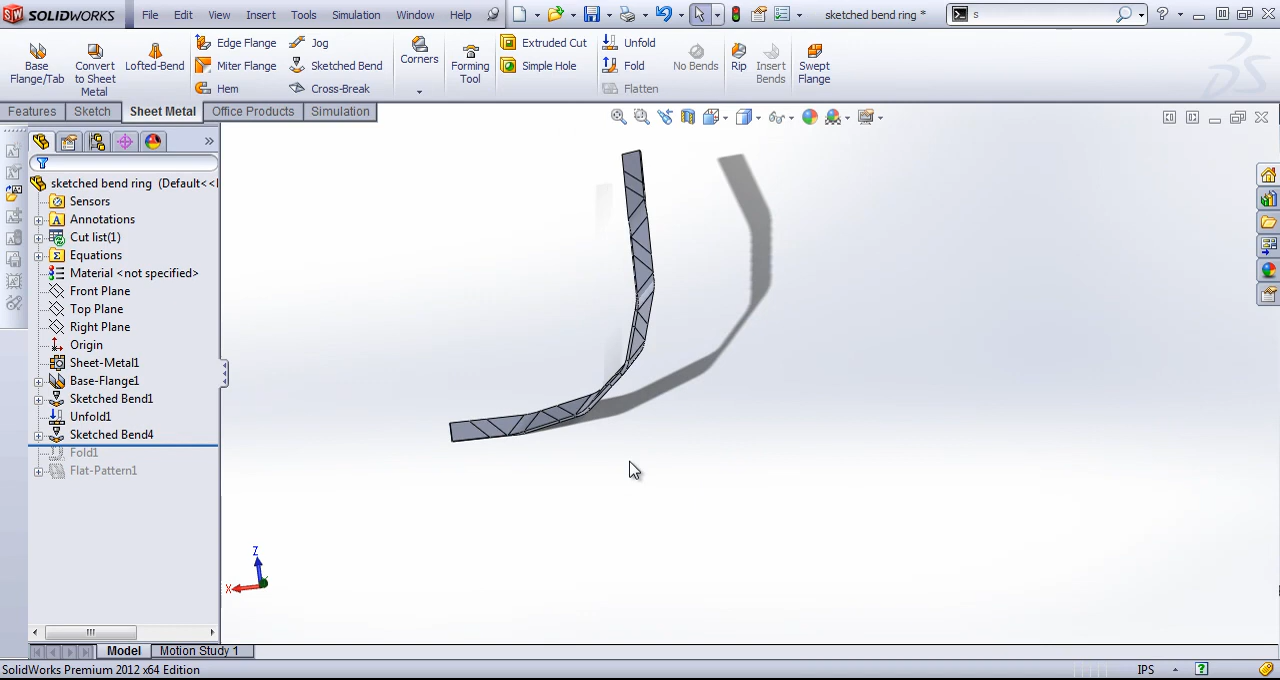 SOLIDWORKS File Edit View Insert Tools Simulation Window Help sketched bend ring * s
Base Flange/Tab
Convert to Sheet Metal
Lofted-Bend
Edge Flange
Miter Flange
Hem
Jog
Sketched Bend
Cross-Break
Corners
Forming Tool
Extruded Cut
Simple Hole
Unfold
Fold
Flatten
No Bends
Rip
Insert Bends
Swept Flange
Features Sketch Sheet Metal Office Products Simulation
sketched bend ring (Default<<
Sensors
Annotations
Cut list(1)
Equations
Material <not specified>
Front Plane
Top Plane
Right Plane
Origin
Sheet-Metal1
Base-Flange1
Sketched Bend1
Unfold1
Sketched Bend4
Fold1
Flat-Pattern1
Z
X
Model Motion Study 1
SolidWorks Premium 2012 x64 Edition IPS